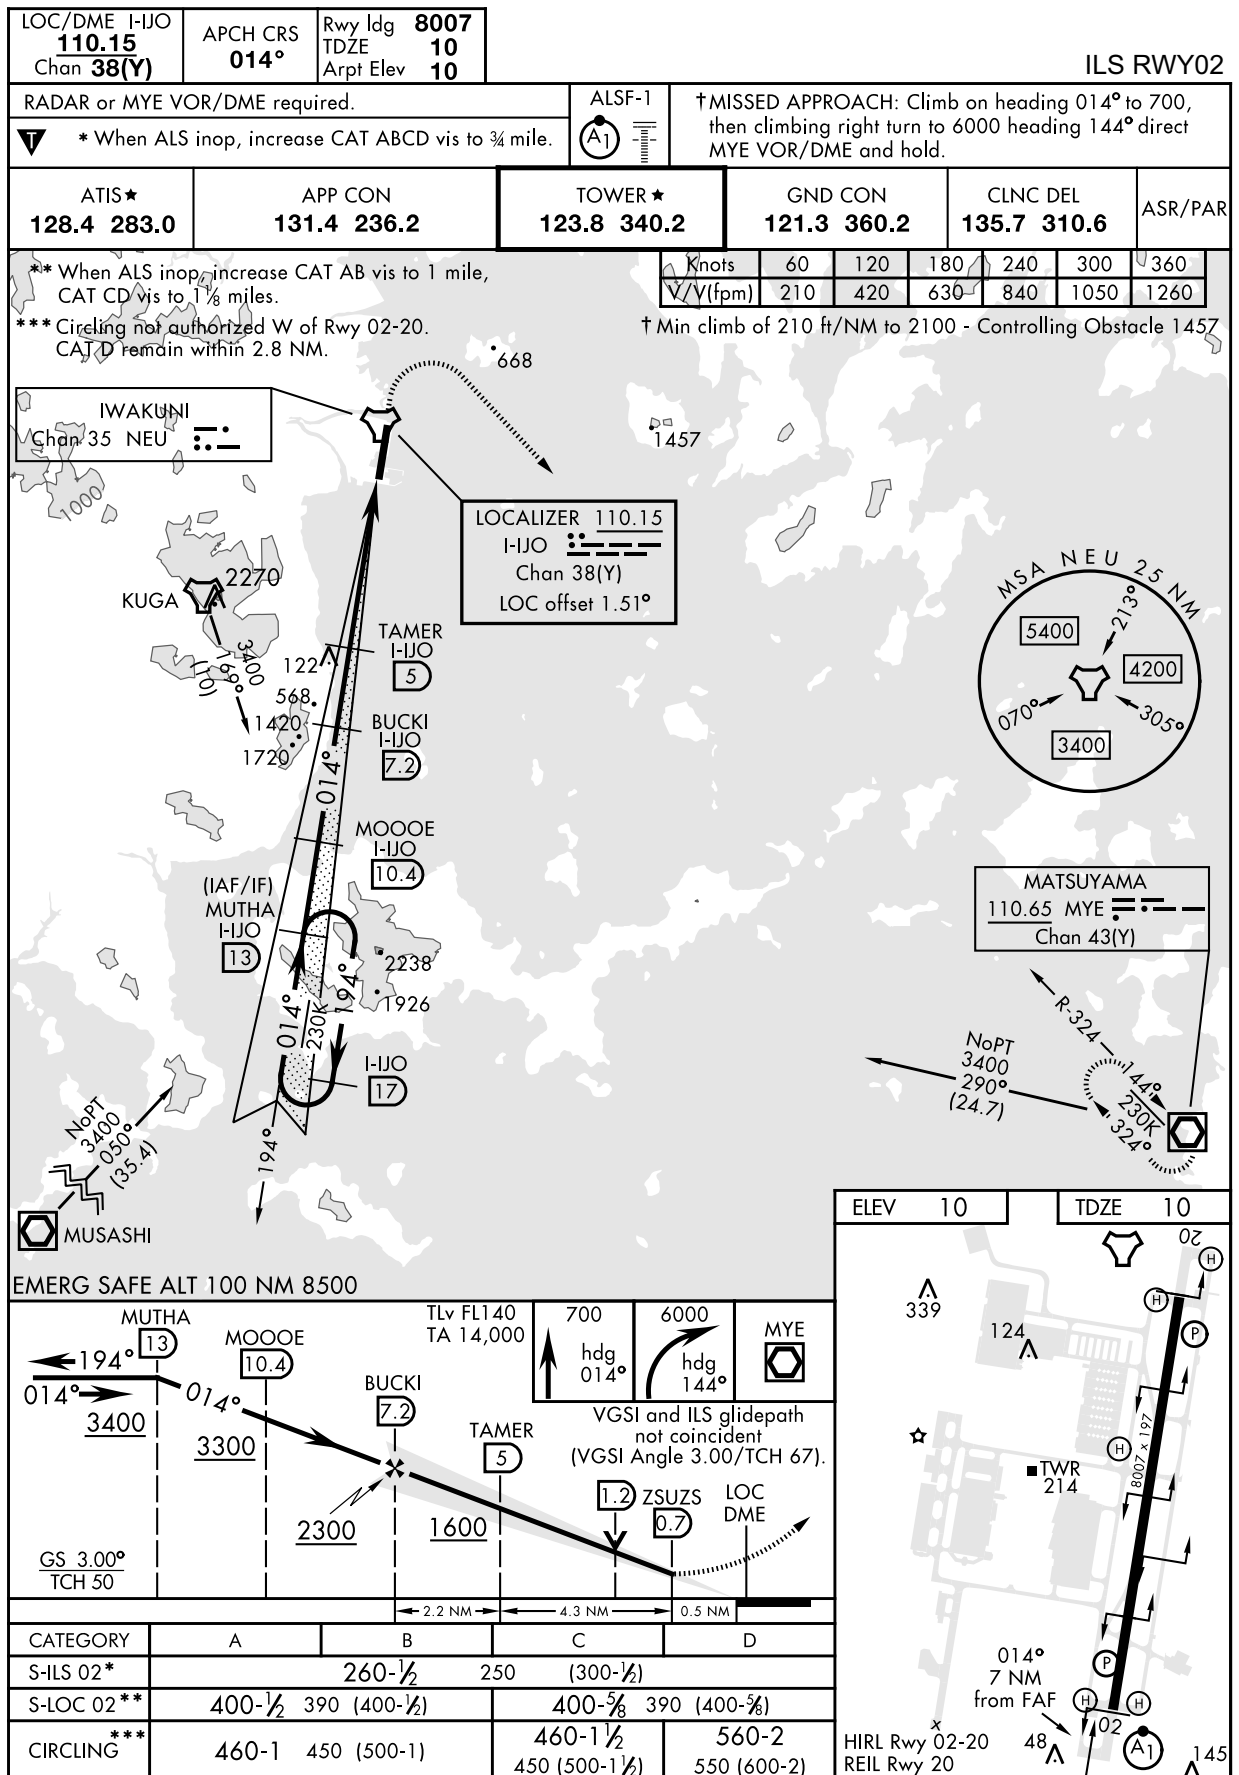 LOC/DME I-IJO
110.15
Chan 38(Y)
APCH CRS
014°
Rwy ldg 8007
TDZE 10
Arpt Elev 10
ILS RWY02
RADAR or MYE VOR/DME required.
T * When ALS inop, increase CAT ABCD vis to ¾ mile.
ALSF-1
A1
†MISSED APPROACH: Climb on heading 014° to 700,
then climbing right turn to 6000 heading 144° direct
MYE VOR/DME and hold.
ATIS★
128.4 283.0
APP CON
131.4 236.2
TOWER★
123.8 340.2
GND CON
121.3 360.2
CLNC DEL
135.7 310.6
ASR/PAR
** When ALS inop, increase CAT AB vis to 1 mile,
CAT CD vis to 1⅛ miles.
*** Circling not authorized W of Rwy 02-20.
CAT D remain within 2.8 NM.
Knots 60 120 180 240 300 360
V/V(fpm) 210 420 630 840 1050 1260
† Min climb of 210 ft/NM to 2100 - Controlling Obstacle 1457
668
1457
IWAKUNI
Chan 35 NEU
1000
LOCALIZER 110.15
I-IJO
Chan 38(Y)
LOC offset 1.51°
KUGA
2270
3400
169°
(10)
122
568
1420
1720
TAMER
I-IJO
5
BUCKI
I-IJO
7.2
014°
MOOOE
I-IJO
10.4
(IAF/IF)
MUTHA
I-IJO
13
2238
1926
014°
230K
194°
I-IJO
17
194°
NoPT
3400
050°
(35.4)
MUSASHI
MSA NEU 25 NM
5400
213°
4200
070°
305°
3400
MATSUYAMA
110.65 MYE
Chan 43(Y)
R-324
NoPT
3400
290°
(24.7)
144°
230K
324°
EMERG SAFE ALT 100 NM 8500
ELEV 10
TDZE 10
20
H
H
339
124
P
H
8007 x 197
TWR
214
014°
7 NM
from FAF
P
H
H
02
A1
HIRL Rwy 02-20
REIL Rwy 20
48
145
x
MUTHA
13
MOOOE
10.4
TLv FL140
TA 14,000
700
hdg
014°
6000
hdg
144°
MYE
194°
014°
3400
014°
3300
BUCKI
7.2
2300
TAMER
5
1600
VGSI and ILS glidepath
not coincident
(VGSI Angle 3.00/TCH 67).
1.2
ZSUZS
0.7
LOC
DME
GS 3.00°
TCH 50
2.2 NM
4.3 NM
0.5 NM
CATEGORY A B C D
S-ILS 02* 260-½ 250 (300-½)
S-LOC 02** 400-½ 390 (400-½) 400-⅝ 390 (400-⅝)
CIRCLING*** 460-1 450 (500-1)
460-1½
450 (500-1½)
560-2
550 (600-2)